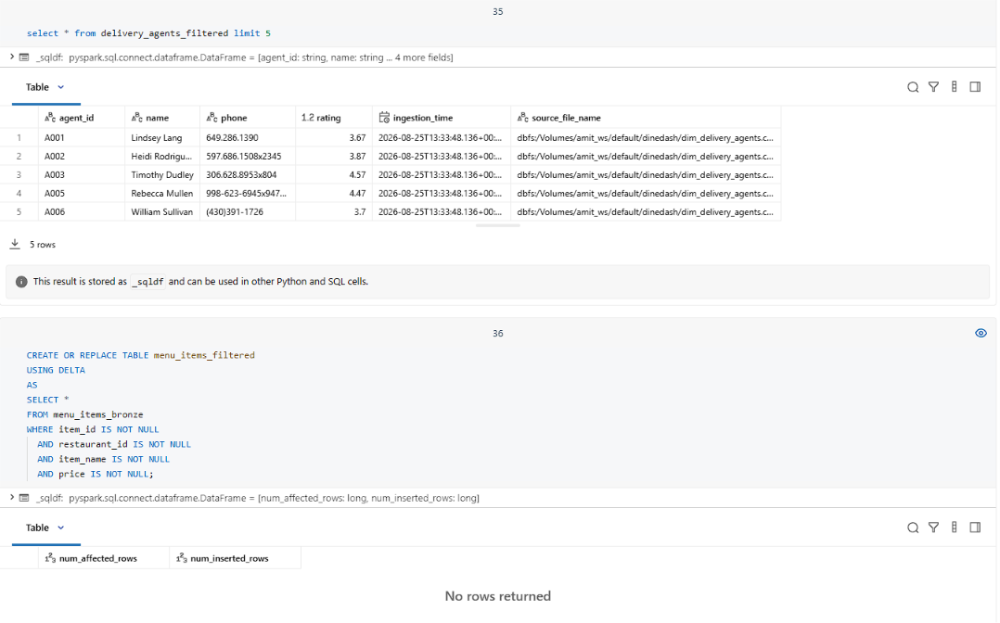 35
select * from delivery_agents_filtered limit 5
_sqldf: pyspark.sql.connect.dataframe.DataFrame = [agent_id: string, name: string ... 4 more fields]
Table
agent_id name phone 1.2 rating ingestion_time source_file_name
1 A001 Lindsey Lang 649.286.1390 3.67 2026-08-25T13:33:48.136+00:... dbfs:/Volumes/amit_ws/default/dinedash/dim_delivery_agents.c...
2 A002 Heidi Rodrigu... 597.686.1508x2345 3.87 2026-08-25T13:33:48.136+00:... dbfs:/Volumes/amit_ws/default/dinedash/dim_delivery_agents.c...
3 A003 Timothy Dudley 306.628.8953x804 4.57 2026-08-25T13:33:48.136+00:... dbfs:/Volumes/amit_ws/default/dinedash/dim_delivery_agents.c...
4 A005 Rebecca Mullen 998-623-6945x947... 4.47 2026-08-25T13:33:48.136+00:... dbfs:/Volumes/amit_ws/default/dinedash/dim_delivery_agents.c...
5 A006 William Sullivan (430)391-1726 3.7 2026-08-25T13:33:48.136+00:... dbfs:/Volumes/amit_ws/default/dinedash/dim_delivery_agents.c...
5 rows
This result is stored as _sqldf and can be used in other Python and SQL cells.
36
CREATE OR REPLACE TABLE menu_items_filtered
USING DELTA
AS
SELECT *
FROM menu_items_bronze
WHERE item_id IS NOT NULL
AND restaurant_id IS NOT NULL
AND item_name IS NOT NULL
AND price IS NOT NULL;
_sqldf: pyspark.sql.connect.dataframe.DataFrame = [num_affected_rows: long, num_inserted_rows: long]
Table
num_affected_rows num_inserted_rows
No rows returned